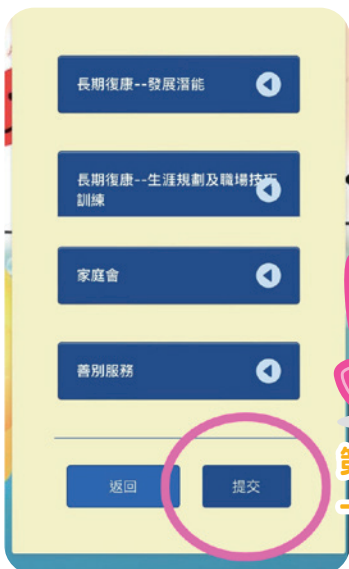 長期復康--發展潛能
長期復康--生涯規劃及職場技巧
訓練
家庭會
善別服務
返回
提交